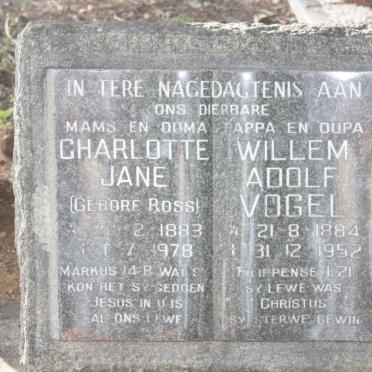 IN TERE NAGEDAGTENIS AAN
ONS DIERBARE
MAMS EN OUMA
CHARLOTTE
JANE
(GEBORE ROSS)
2 1883
7 1978
MARKUS 14:8
KON HET SY GEDOEN
JESUS IN U IS
AL ONS LEWE
PAPPA EN OUPA
WILLEM
ADOLF
VOGEL
21-8-1884
31 12 1952
FILIPPENSE 1.21
SY LEWE WAS
CHRISTUS
SY STERWE GEWIN